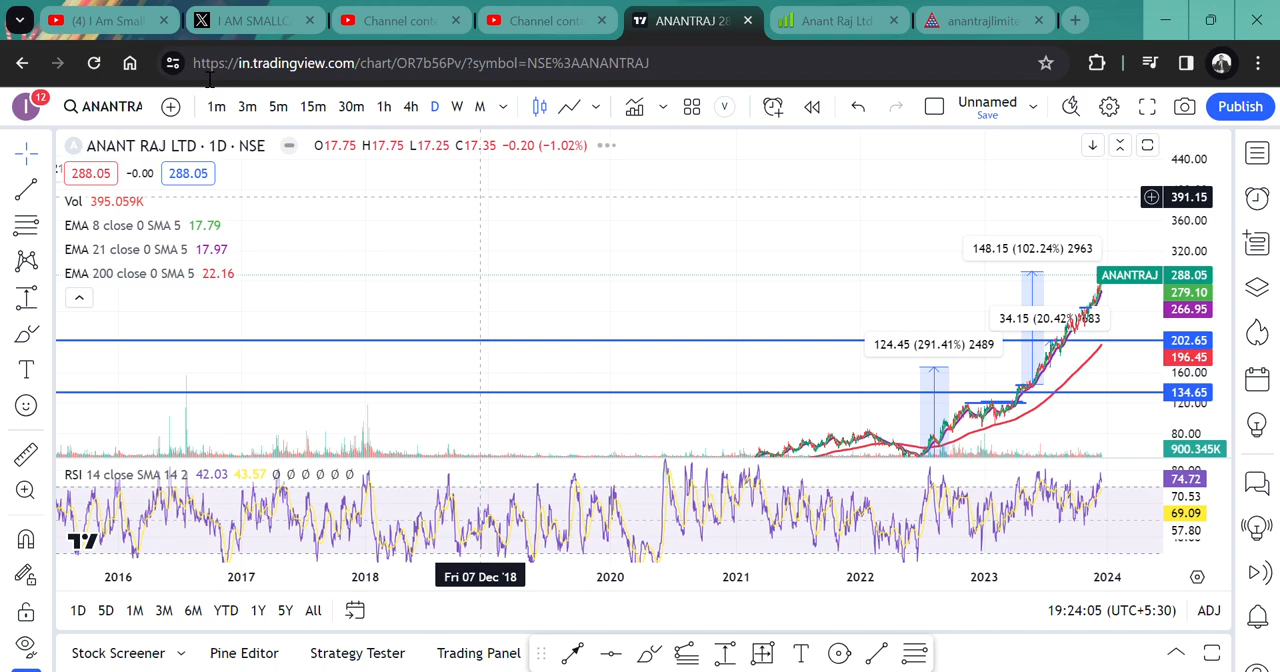 (4) I Am Small
I AM SMALLC
Channel conte
Channel conte
ANANTRAJ 28
Anant Raj Ltd
anantrajlimite
https://in.tradingview.com/chart/OR7b56Pv/?symbol=NSE%3AANANTRAJ
I 12
ANANTRA
1m 3m 5m 15m 30m 1h 4h D W M
V
Unnamed
Save
Publish
A ANANT RAJ LTD · 1D · NSE
O17.75 H17.75 L17.25 C17.35 −0.20 (−1.02%)
288.05 -0.00 288.05
Vol 395.059K
EMA 8 close 0 SMA 5 17.79
EMA 21 close 0 SMA 5 17.97
EMA 200 close 0 SMA 5 22.16
148.15 (102.24%) 2963
124.45 (291.41%) 2489
440.00
391.15
360.00
320.00
ANANTRAJ 288.05
279.10
266.95
202.65
196.45
160.00
134.65
120.00
80.00
900.345K
RSI 14 close SMA 14 2 42.03 43.57 Ø Ø Ø Ø Ø Ø
74.72
70.53
69.09
57.80
2016 2017 2018 Fri 07 Dec '18 2020 2021 2022 2023 2024
1D 5D 1M 3M 6M YTD 1Y 5Y All
19:24:05 (UTC+5:30) ADJ
Stock Screener Pine Editor Strategy Tester Trading Panel